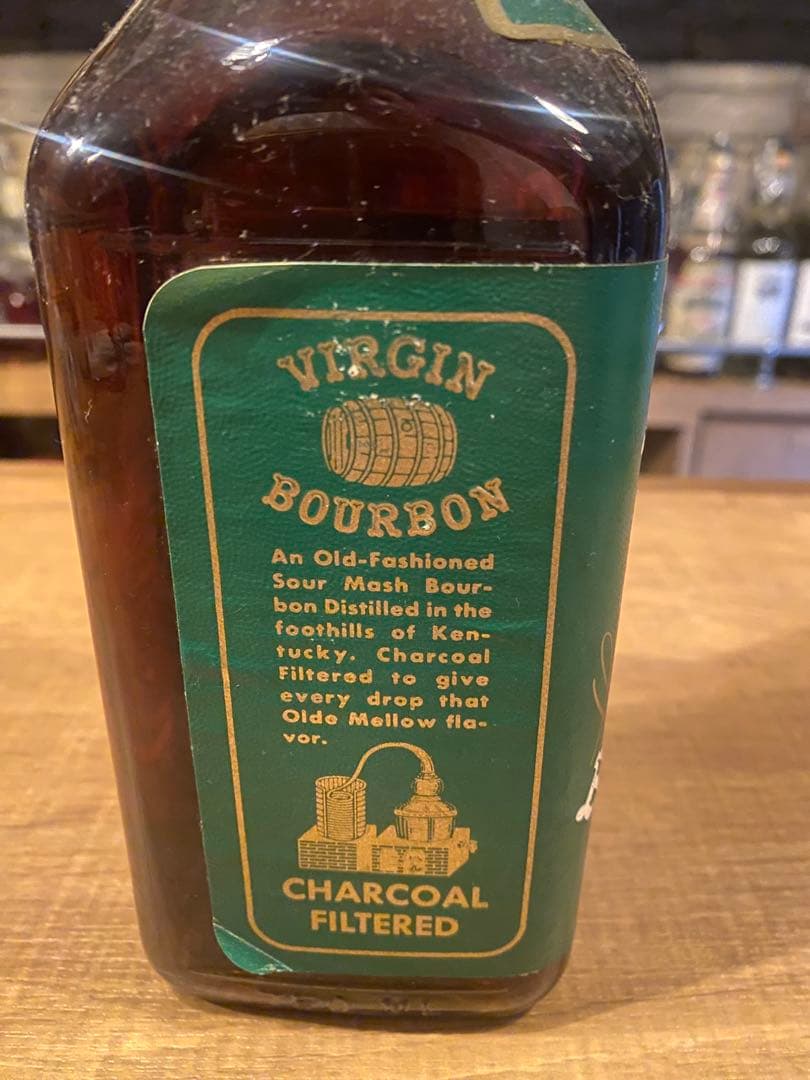 VIRGIN
BOURBON
An Old-Fashioned
Sour Mash Bour-
bon Distilled in the
foothills of Ken-
tucky. Charcoal
Filtered to give
every drop that
Olde Mellow fla-
vor.
CHARCOAL
FILTERED